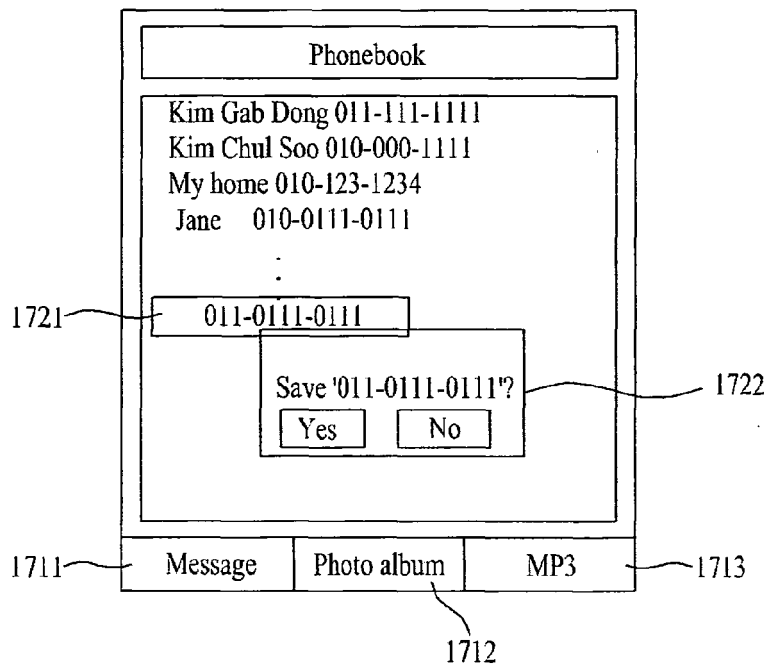 Phonebook
Kim Gab Dong 011-111-1111
Kim Chul Soo 010-000-1111
My home 010-123-1234
Jane 010-0111-0111
1721
011-0111-0111
Save '011-0111-0111'?
1722
Yes No
1711 Message Photo album MP3 1713
1712